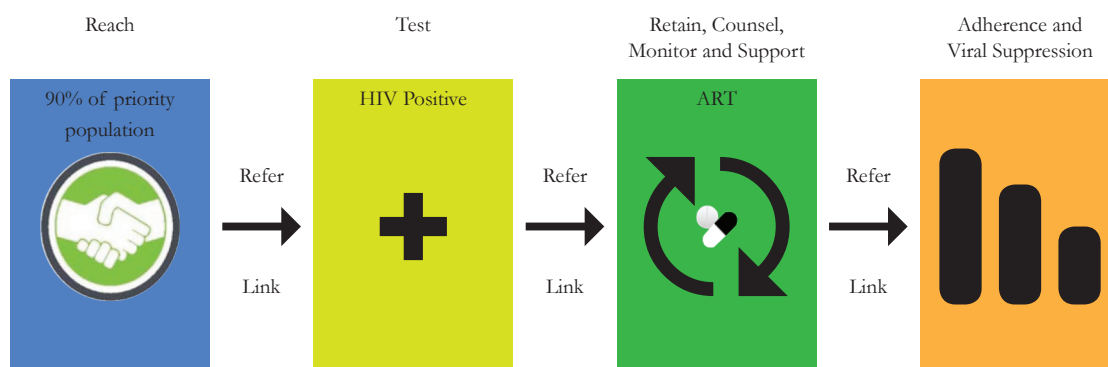 Reach
Test
Retain, Counsel,
Monitor and Support
Adherence and
Viral Suppression
90% of priority
population
HIV Positive
ART
Refer
Link
Refer
Link
Refer
Link